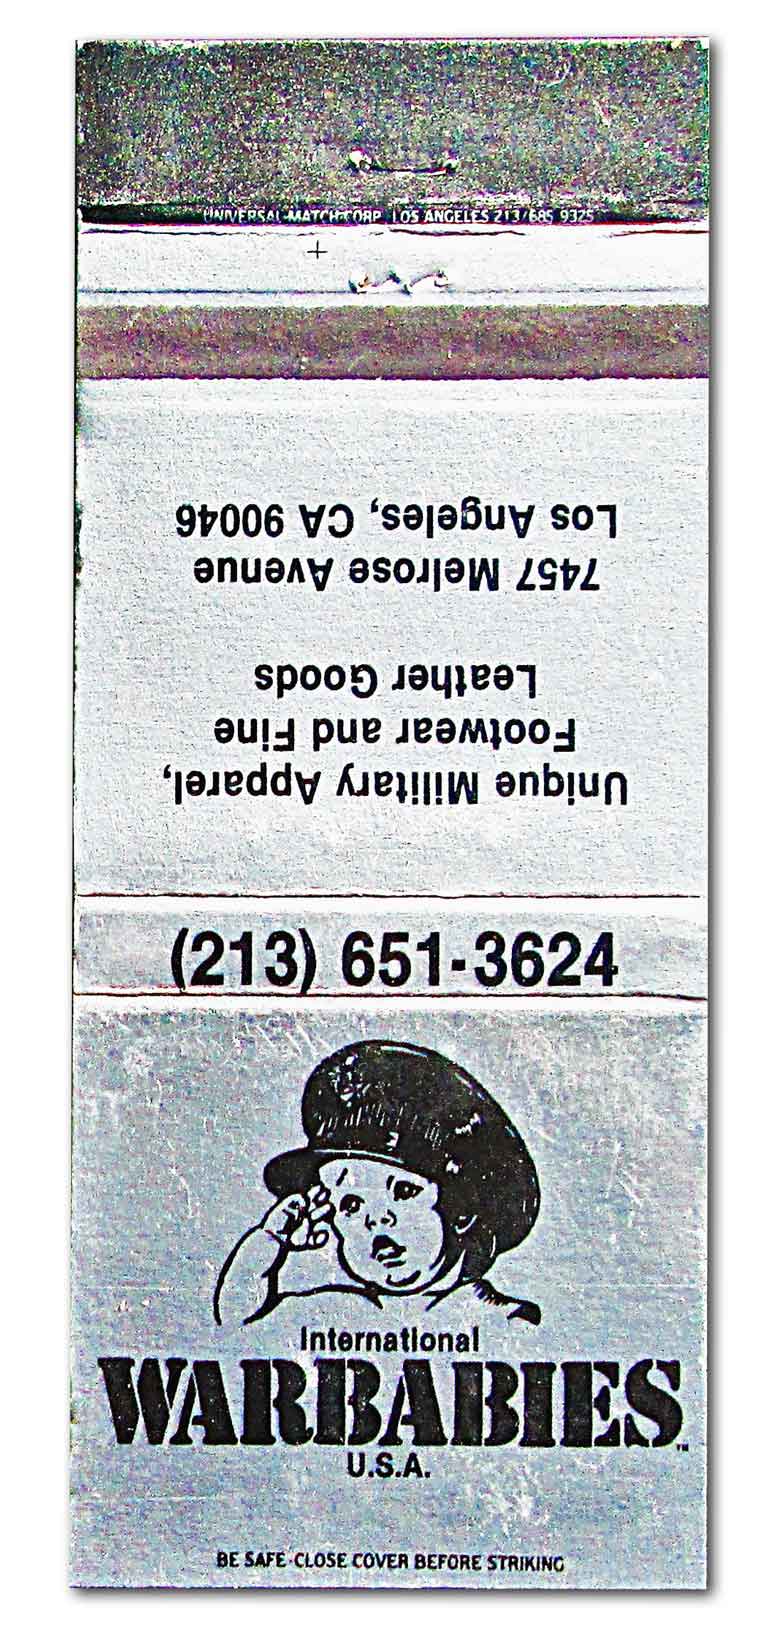 UNIVERSAL MATCH CORP LOS ANGELES 213/685 9325
Unique Military Apparel,
Footwear and Fine
Leather Goods
7457 Melrose Avenue
Los Angeles, CA 90046
(213) 651-3624
International
WARBABIES™
U.S.A.
BE SAFE-CLOSE COVER BEFORE STRIKING